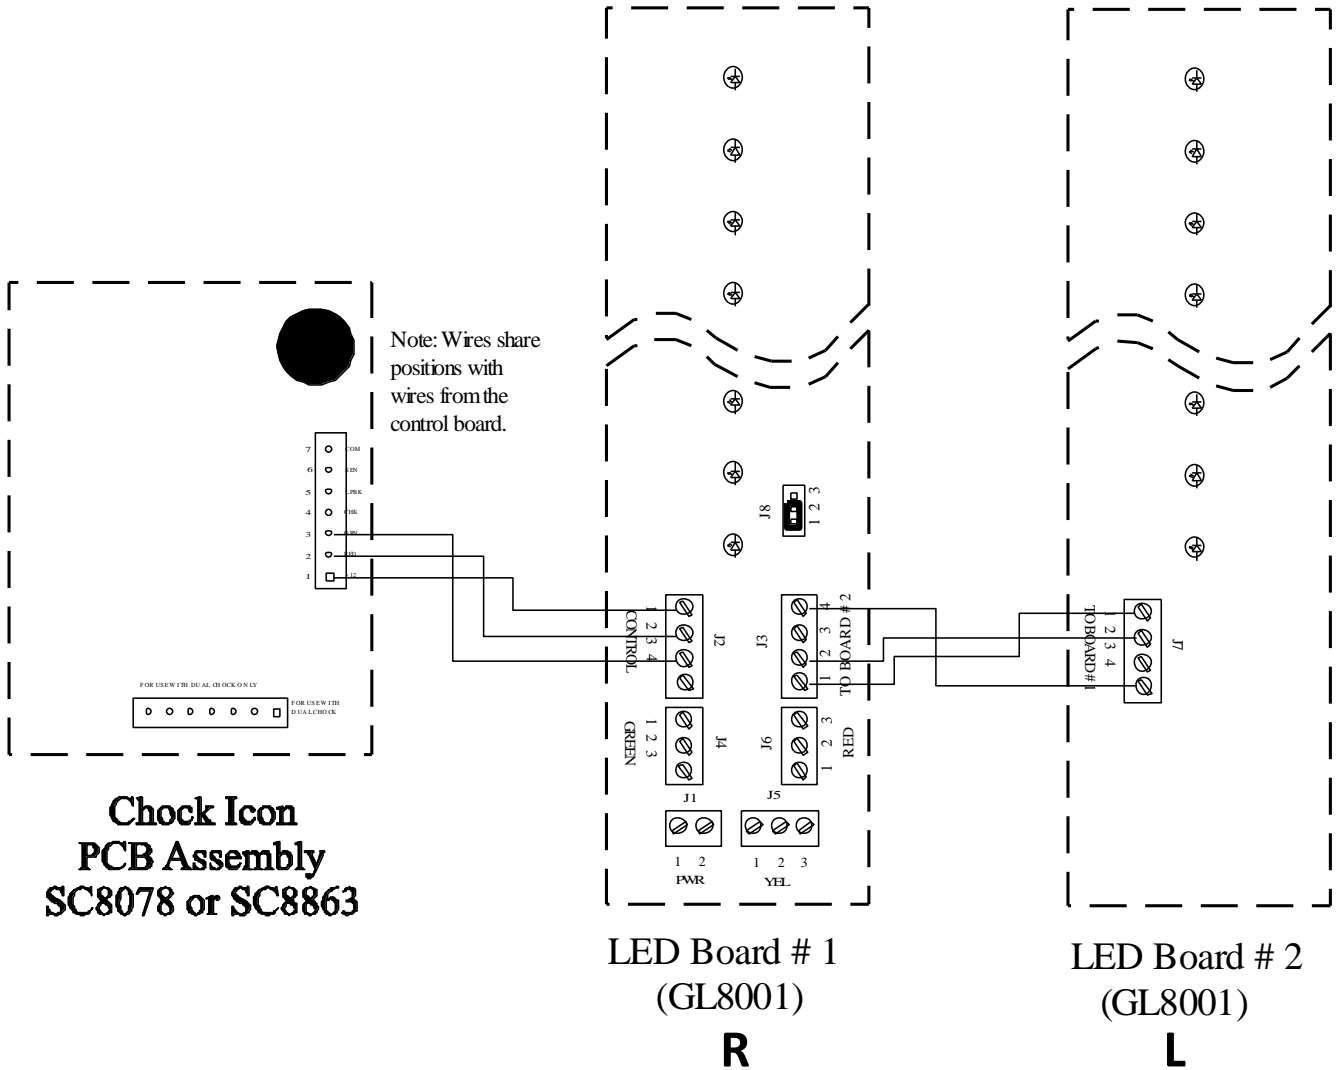 Note: Wires share
positions with
wires from the
control board.
7 COM
6
5
4 CHK
3
2 RED
1
FOR USE WITH DUAL CHOCK ONLY
FOR USE WITH
DUAL CHOCK
Chock Icon
PCB Assembly
SC8078 or SC8863
J8
1 2 3
CONTROL
1 2 3 4
J2
J3
1 2 3 4
TO BOARD # 2
GREEN
1 2 3
J4
J6
1 2 3
RED
J1
1 2
PWR
J5
1 2 3
YEL
LED Board # 1
(GL8001)
R
TO BOARD # 1
1 2 3 4
J7
LED Board # 2
(GL8001)
L